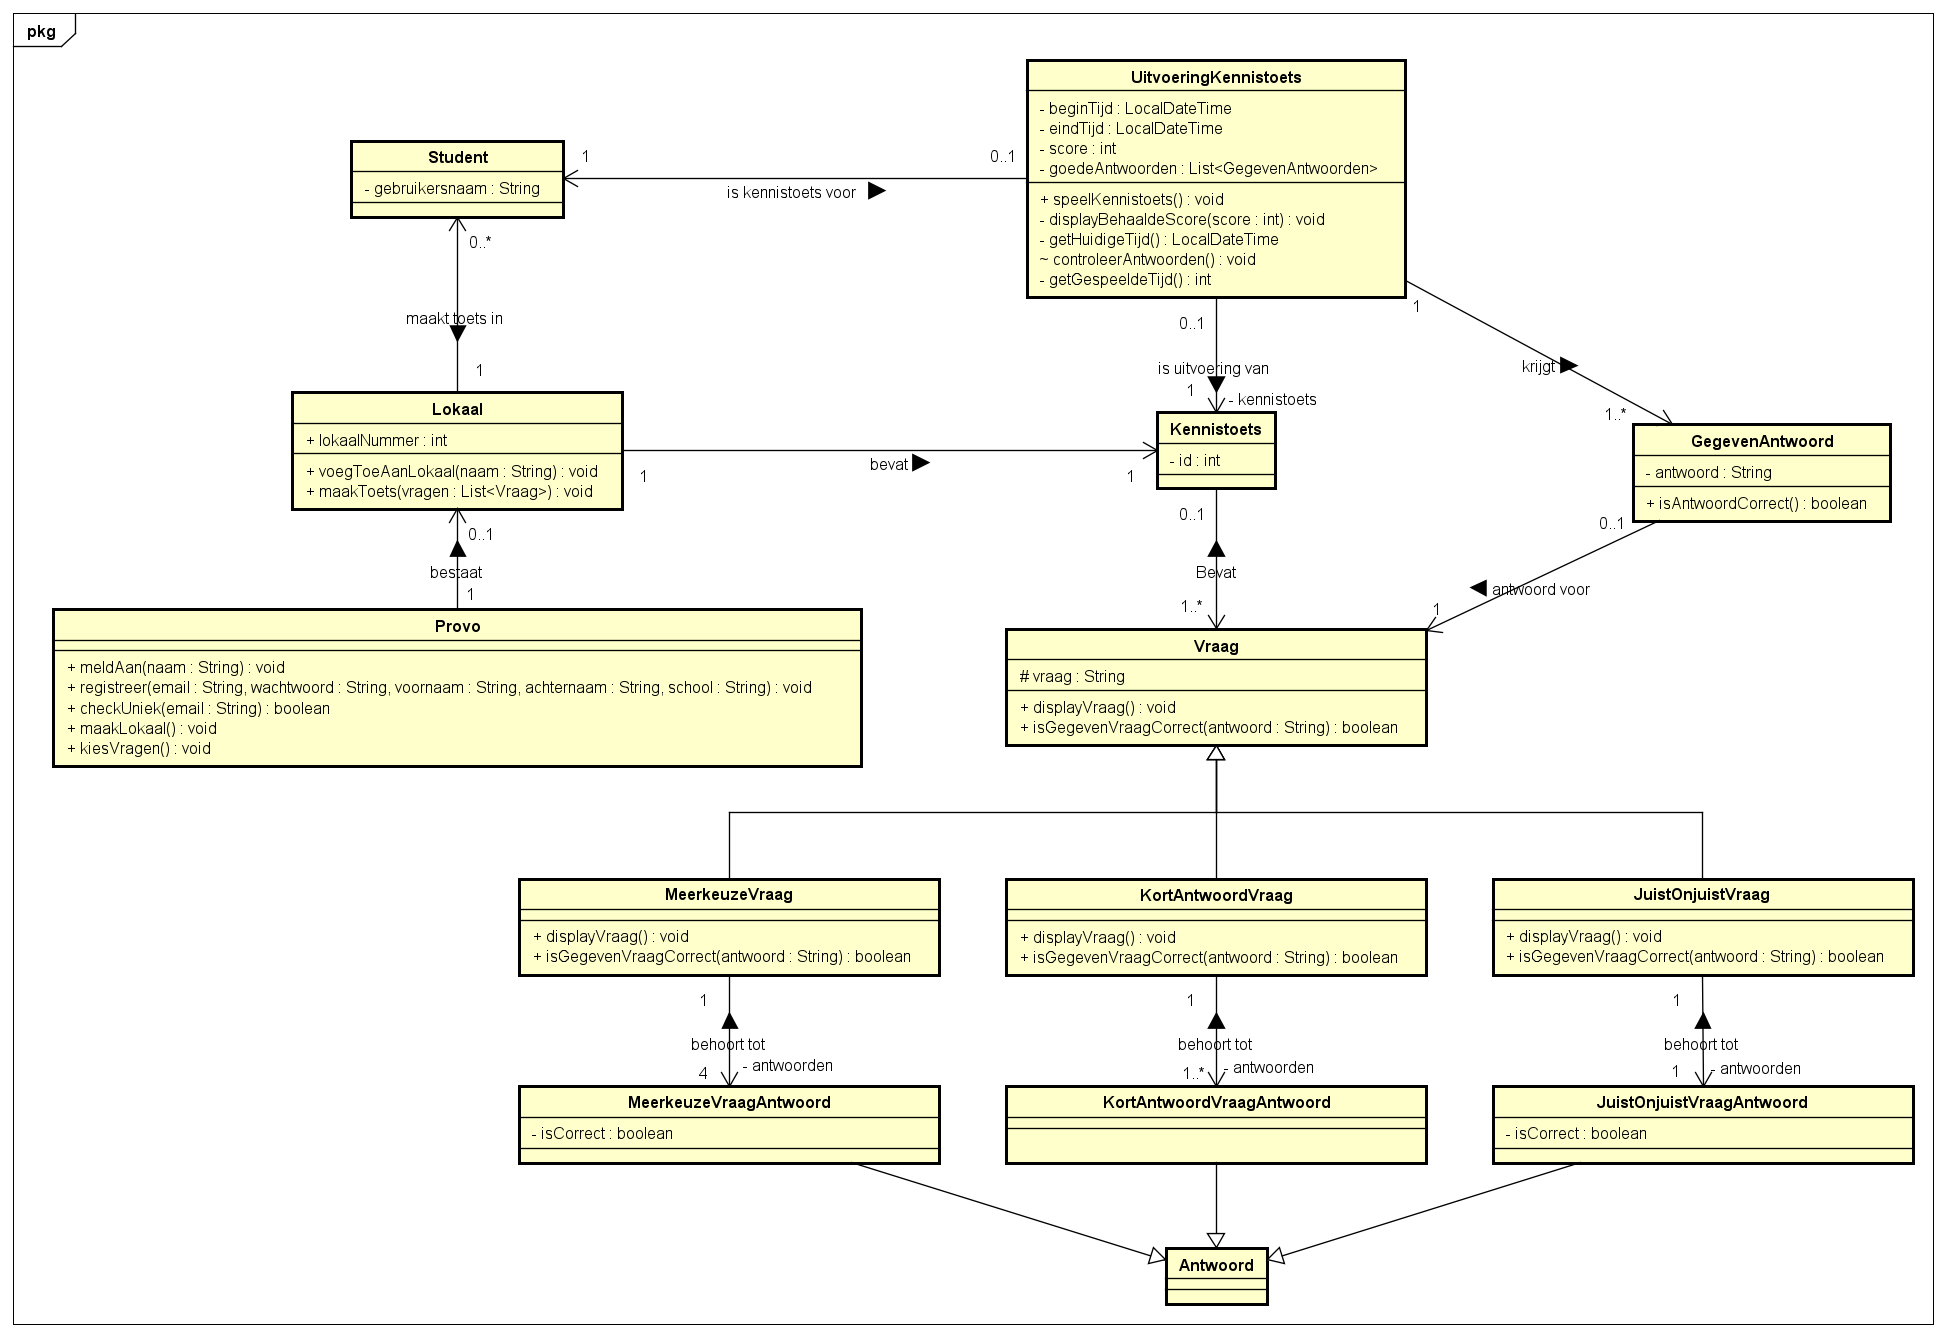 pkg
UitvoeringKennistoets
- beginTijd : LocalDateTime
- eindTijd : LocalDateTime
- score : int
- goedeAntwoorden : List<GegevenAntwoorden>
+ speelKennistoets() : void
- displayBehaaldeScore(score : int) : void
- getHuidigeTijd() : LocalDateTime
~ controleerAntwoorden() : void
- getGespeeldeTijd() : int
Student
- gebruikersnaam : String
1
0..1
is kennistoets voor
0..*
maakt toets in
1
0..1
is uitvoering van
1
- kennistoets
1
krijgt
1..*
Lokaal
+ lokaalNummer : int
+ voegToeAanLokaal(naam : String) : void
+ maakToets(vragen : List<Vraag>) : void
bevat
1
1
Kennistoets
- id : int
GegevenAntwoord
- antwoord : String
+ isAntwoordCorrect() : boolean
0..1
bestaat
1
0..1
Bevat
1..*
0..1
antwoord voor
1
Provo
+ meldAan(naam : String) : void
+ registreer(email : String, wachtwoord : String, voornaam : String, achternaam : String, school : String) : void
+ checkUniek(email : String) : boolean
+ maakLokaal() : void
+ kiesVragen() : void
Vraag
# vraag : String
+ displayVraag() : void
+ isGegevenVraagCorrect(antwoord : String) : boolean
MeerkeuzeVraag
+ displayVraag() : void
+ isGegevenVraagCorrect(antwoord : String) : boolean
KortAntwoordVraag
+ displayVraag() : void
+ isGegevenVraagCorrect(antwoord : String) : boolean
JuistOnjuistVraag
+ displayVraag() : void
+ isGegevenVraagCorrect(antwoord : String) : boolean
1
behoort tot
- antwoorden
4
1
behoort tot
- antwoorden
1..*
1
behoort tot
- antwoorden
1
MeerkeuzeVraagAntwoord
- isCorrect : boolean
KortAntwoordVraagAntwoord
JuistOnjuistVraagAntwoord
- isCorrect : boolean
Antwoord